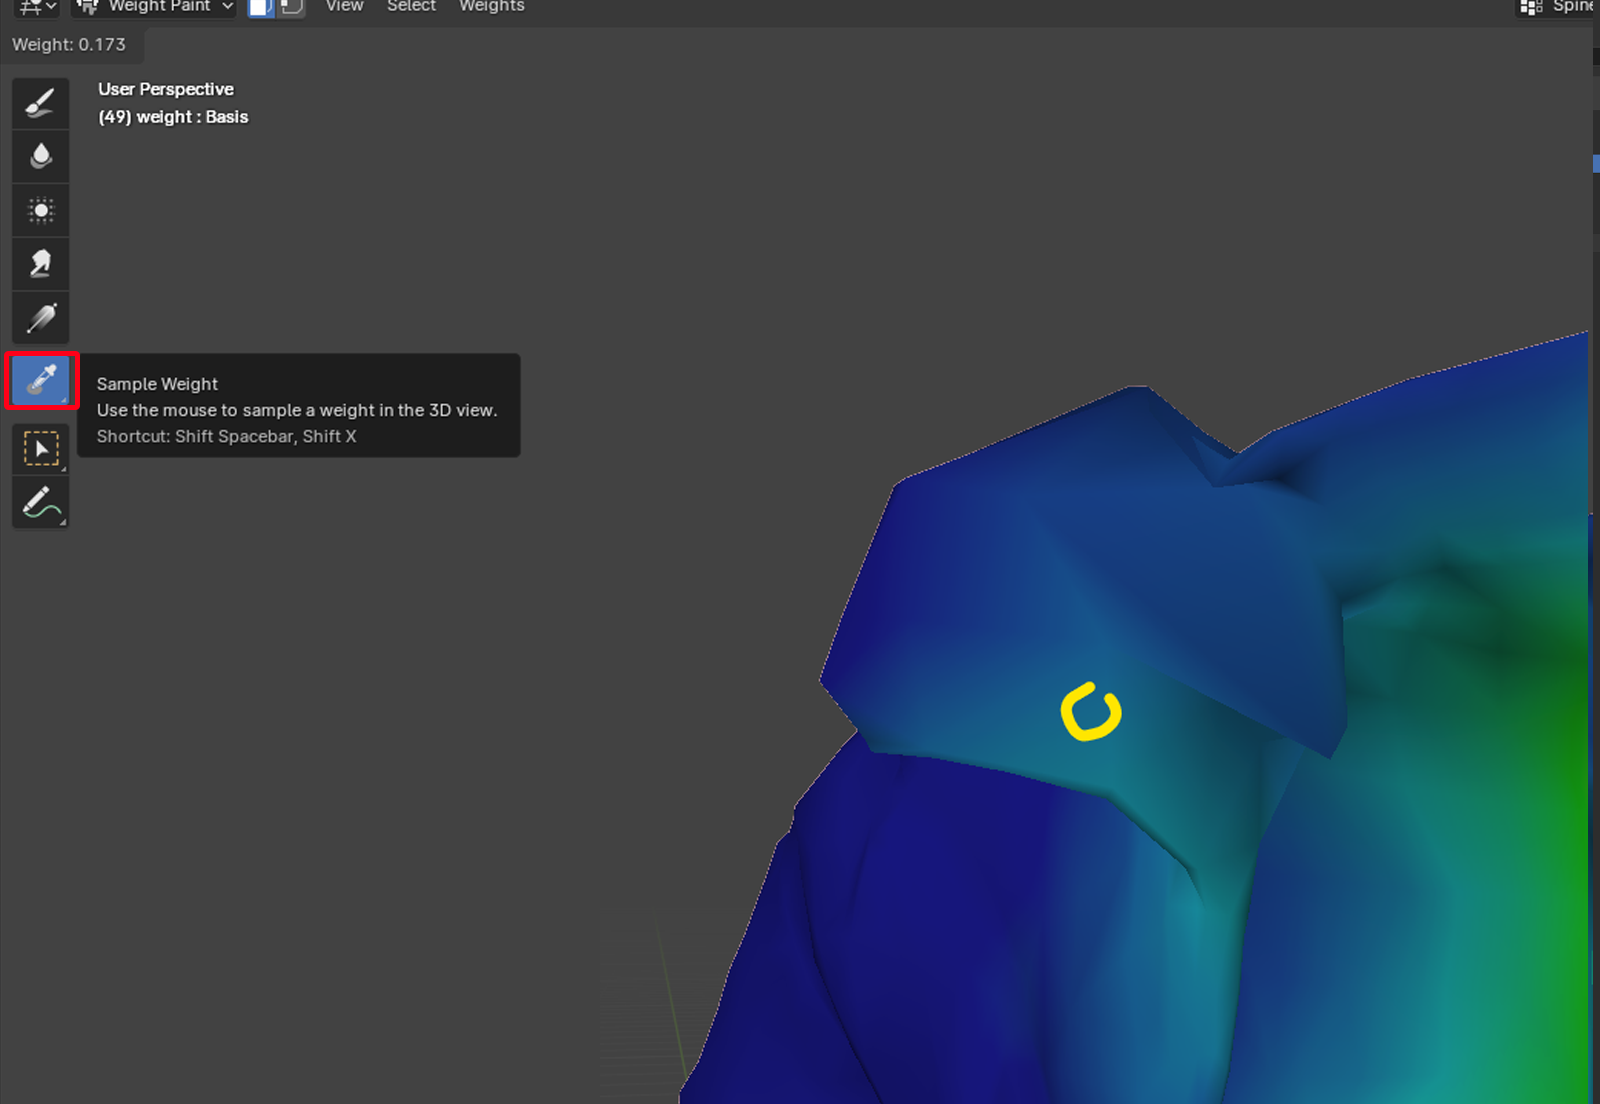 Weight Paint View Select Weights Spine
Weight: 0.173
User Perspective
(49) weight : Basis
Sample Weight
Use the mouse to sample a weight in the 3D view.
Shortcut: Shift Spacebar, Shift X